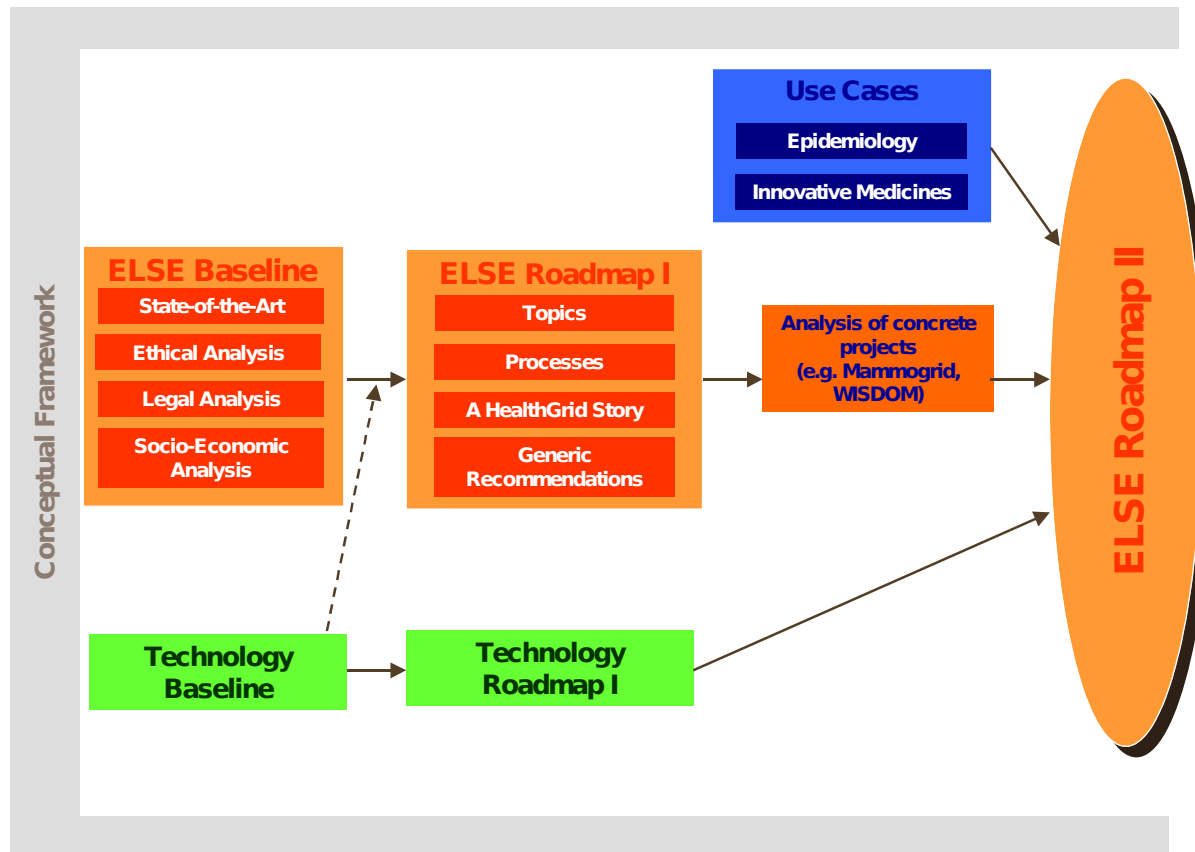 Conceptual Framework
Use Cases
Epidemiology
Innovative Medicines
ELSE Baseline
State-of-the-Art
Ethical Analysis
Legal Analysis
Socio-Economic
Analysis
ELSE Roadmap I
Topics
Processes
A HealthGrid Story
Generic
Recommendations
Analysis of concrete
projects
(e.g. Mammogrid,
WISDOM)
Technology
Baseline
Technology
Roadmap I
ELSE Roadmap II